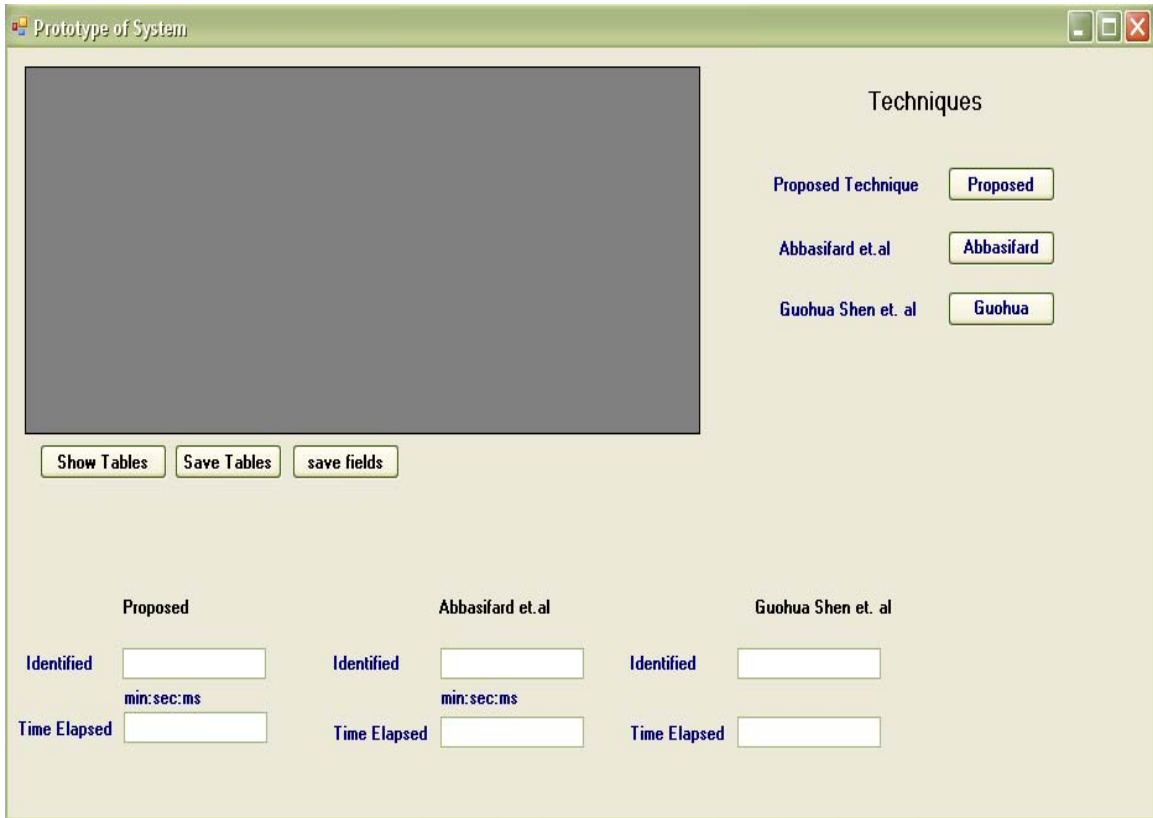 Prototype of System
Techniques
Proposed Technique Proposed
Abbasifard et.al Abbasifard
Guohua Shen et. al Guohua
Show Tables Save Tables save fields
Proposed Abbasifard et.al Guohua Shen et. al
Identified Identified Identified
min:sec:ms min:sec:ms
Time Elapsed Time Elapsed Time Elapsed